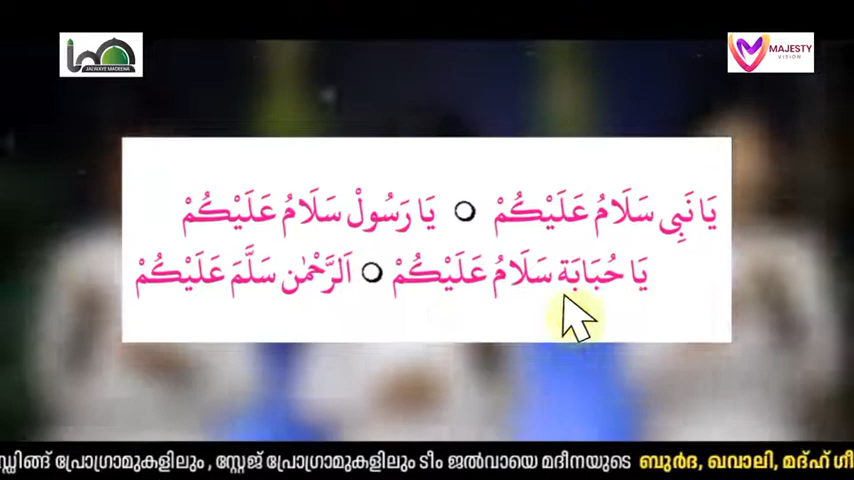 JALWAYE MADEENA
MAJESTY
VISION
يَا نَبِى سَلَامُ عَلَيْكُمْ ○ يَا رَسُولْ سَلَامُ عَلَيْكُمْ
يَا حُبَابَة سَلَامُ عَلَيْكُمْ ○ اَلرَّحْمٰن سَلَّمَ عَلَيْكُمْ
ഡ്ഡിങ്ങ് പ്രോഗ്രാമുകളിലും , സ്റ്റേജ് പ്രോഗ്രാമുകളിലും ടീം ജൽവായെ മദീനയുടെ ബുർദ, ഖവാലി, മദ്ഹ് ഗീ